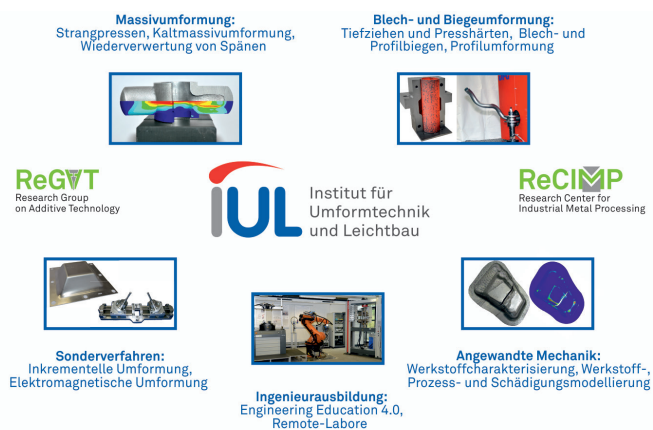 Massivumformung:
Strangpressen, Kaltmassivumformung,
Wiederverwertung von Spänen
Blech- und Biegeumformung:
Tiefziehen und Presshärten, Blech- und
Profilbiegen, Profilumformung
ReGAT
Research Group
on Additive Technology
IUL
Institut für
Umformtechnik
und Leichtbau
ReCIMP
Research Center for
Industrial Metal Processing
Sonderverfahren:
Inkrementelle Umformung,
Elektromagnetische Umformung
Ingenieurausbildung:
Engineering Education 4.0,
Remote-Labore
Angewandte Mechanik:
Werkstoffcharakterisierung, Werkstoff-,
Prozess- und Schädigungsmodellierung